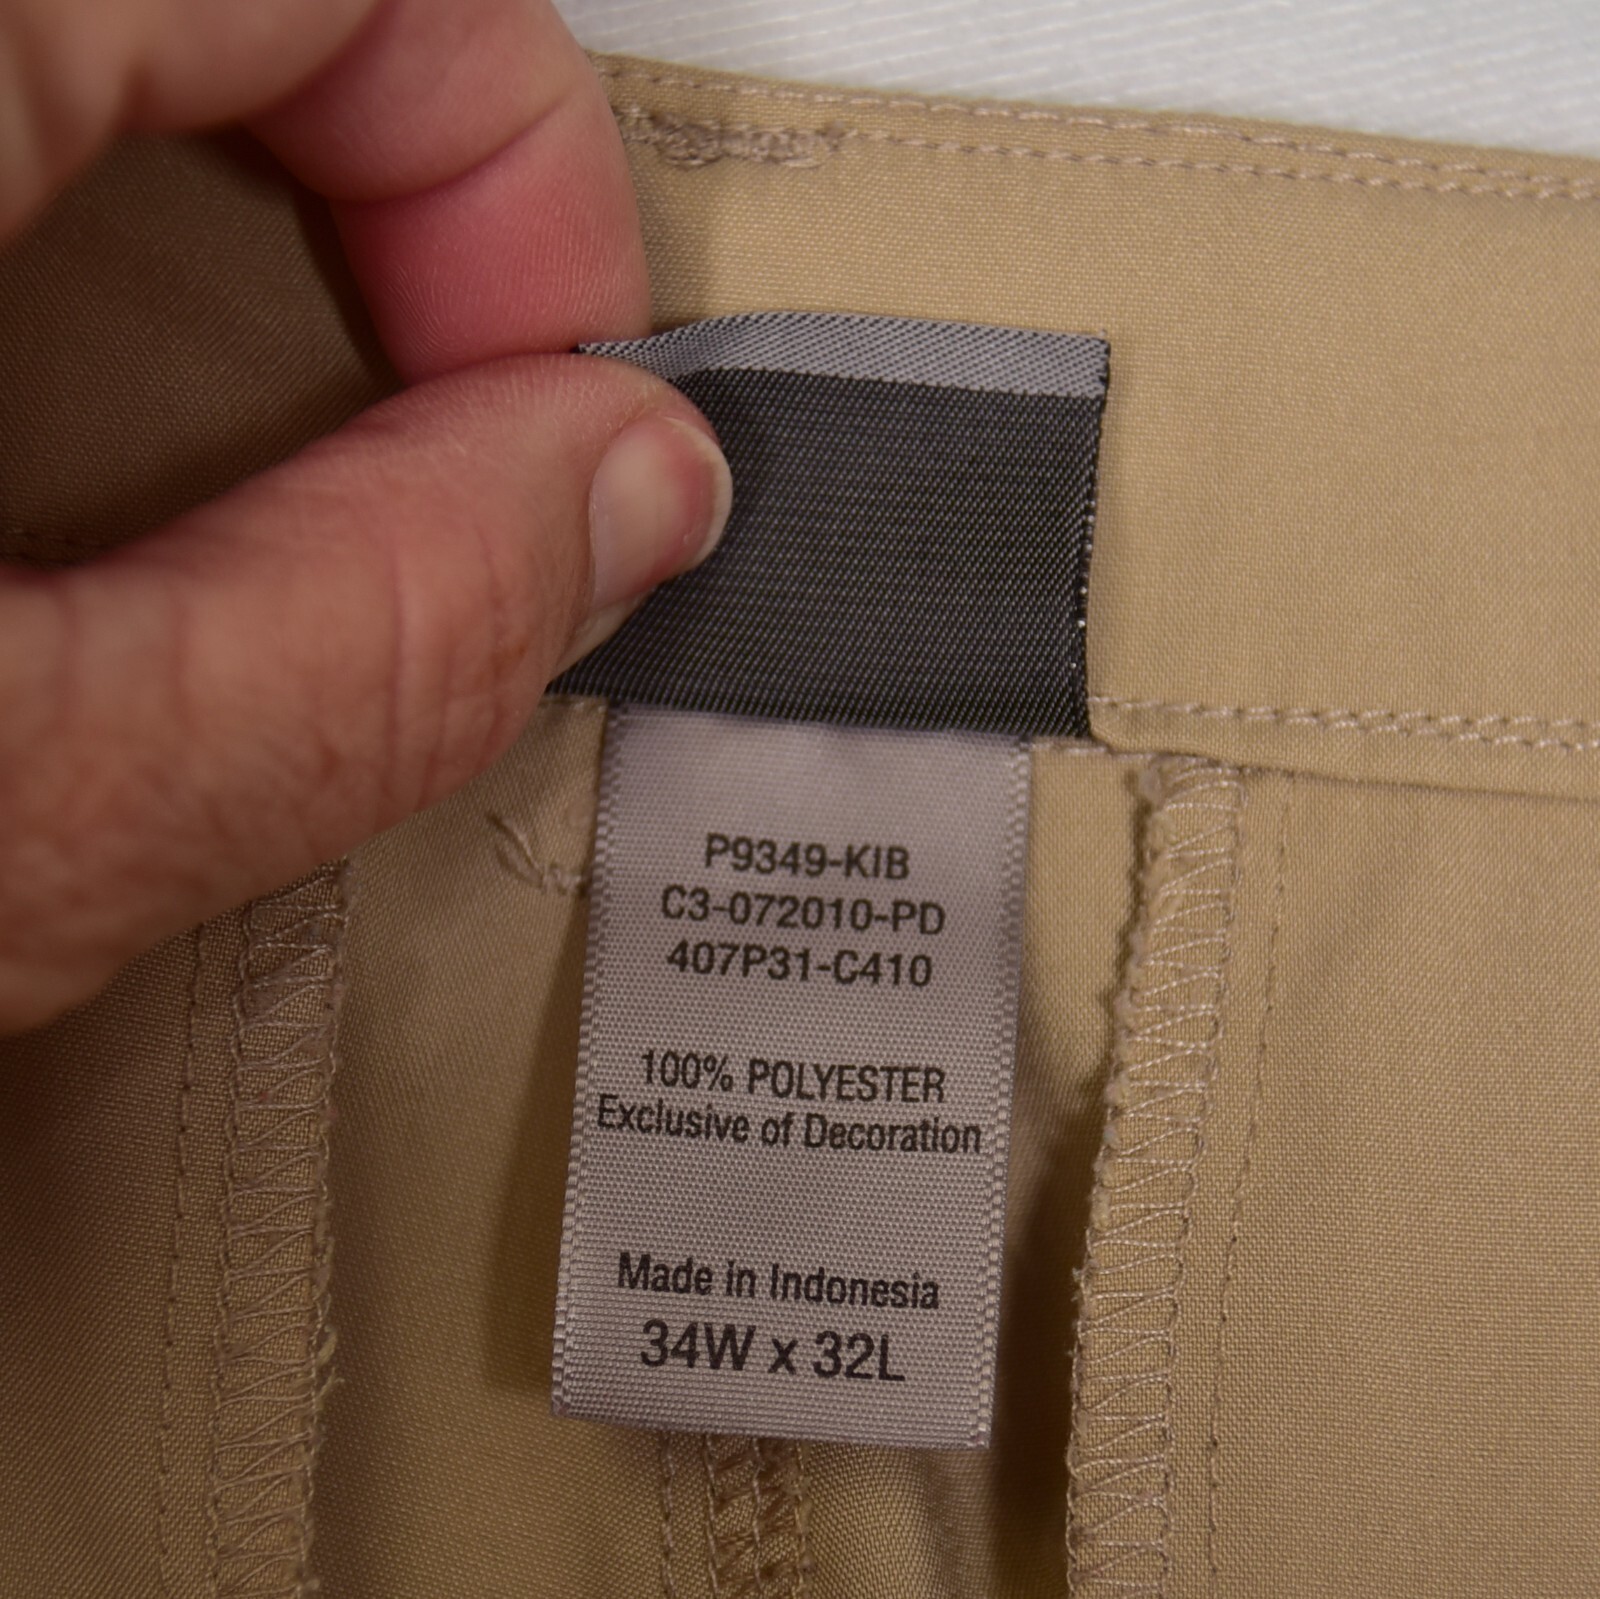 P9349-KIB
C3-072010-PD
407P31-C410
100% POLYESTER
Exclusive of Decoration
Made in Indonesia
34W x 32L